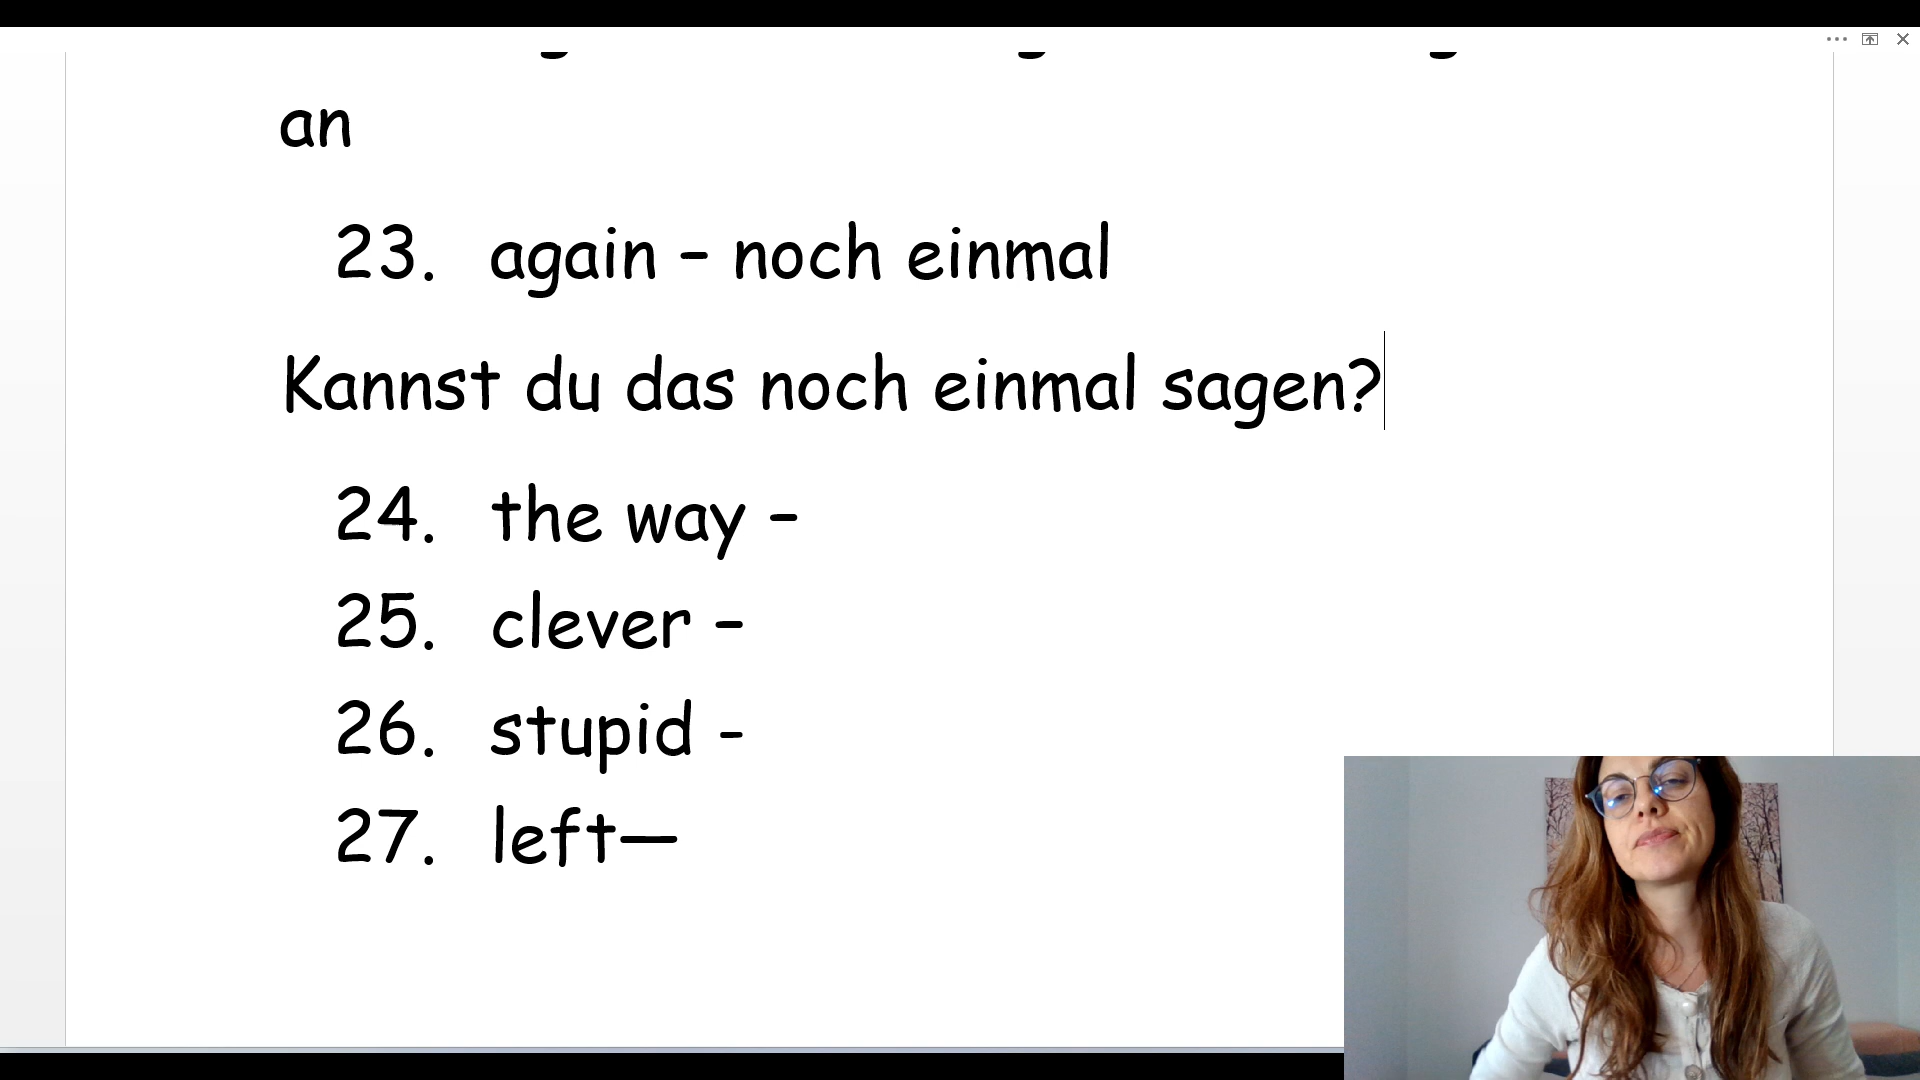 an
23. again – noch einmal
Kannst du das noch einmal sagen?
24. the way –
25. clever –
26. stupid -
27. left—